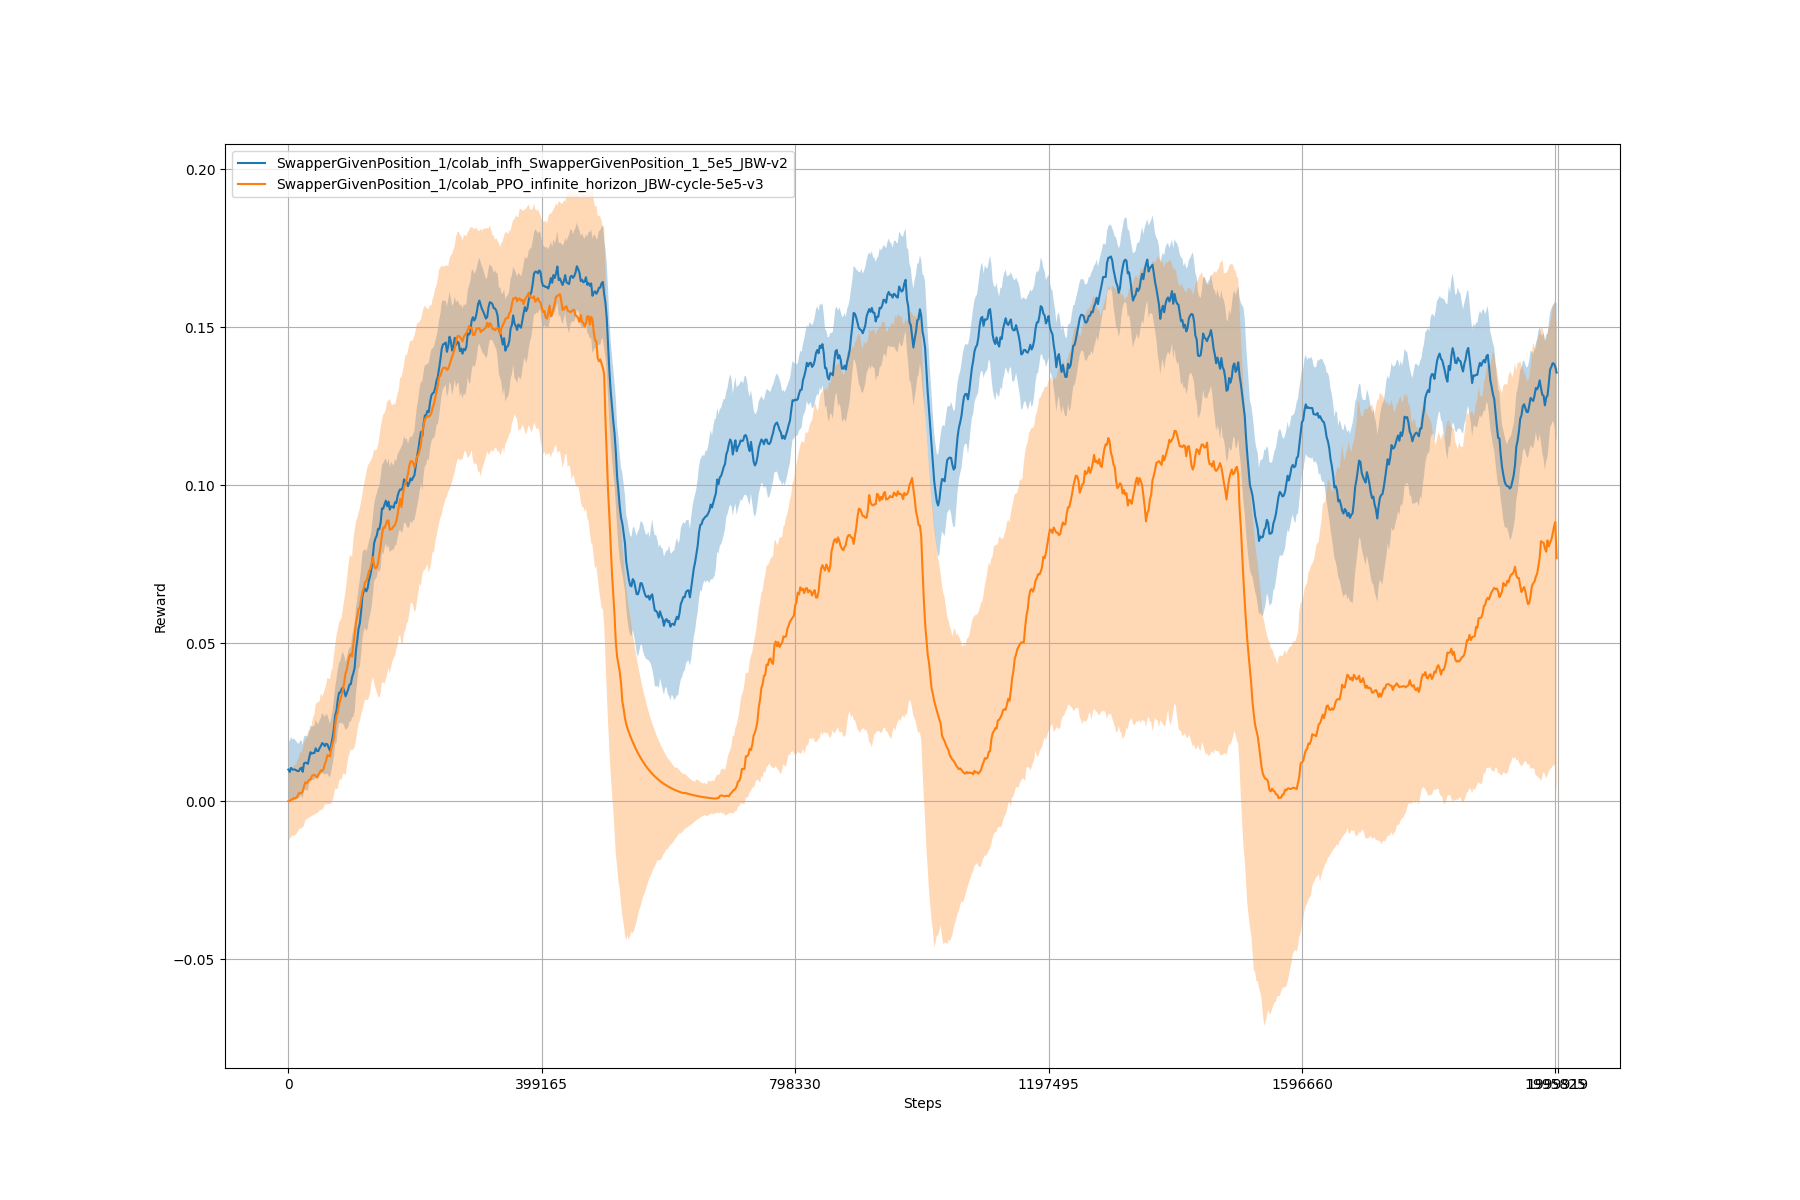 SwapperGivenPosition_1/colab_infh_SwapperGivenPosition_1_5e5_JBW-v2
SwapperGivenPosition_1/colab_PPO_infinite_horizon_JBW-cycle-5e5-v3
0.20
0.15
0.10
0.05
0.00
−0.05
Reward
0 399165 798330 1197495 1596660
Steps